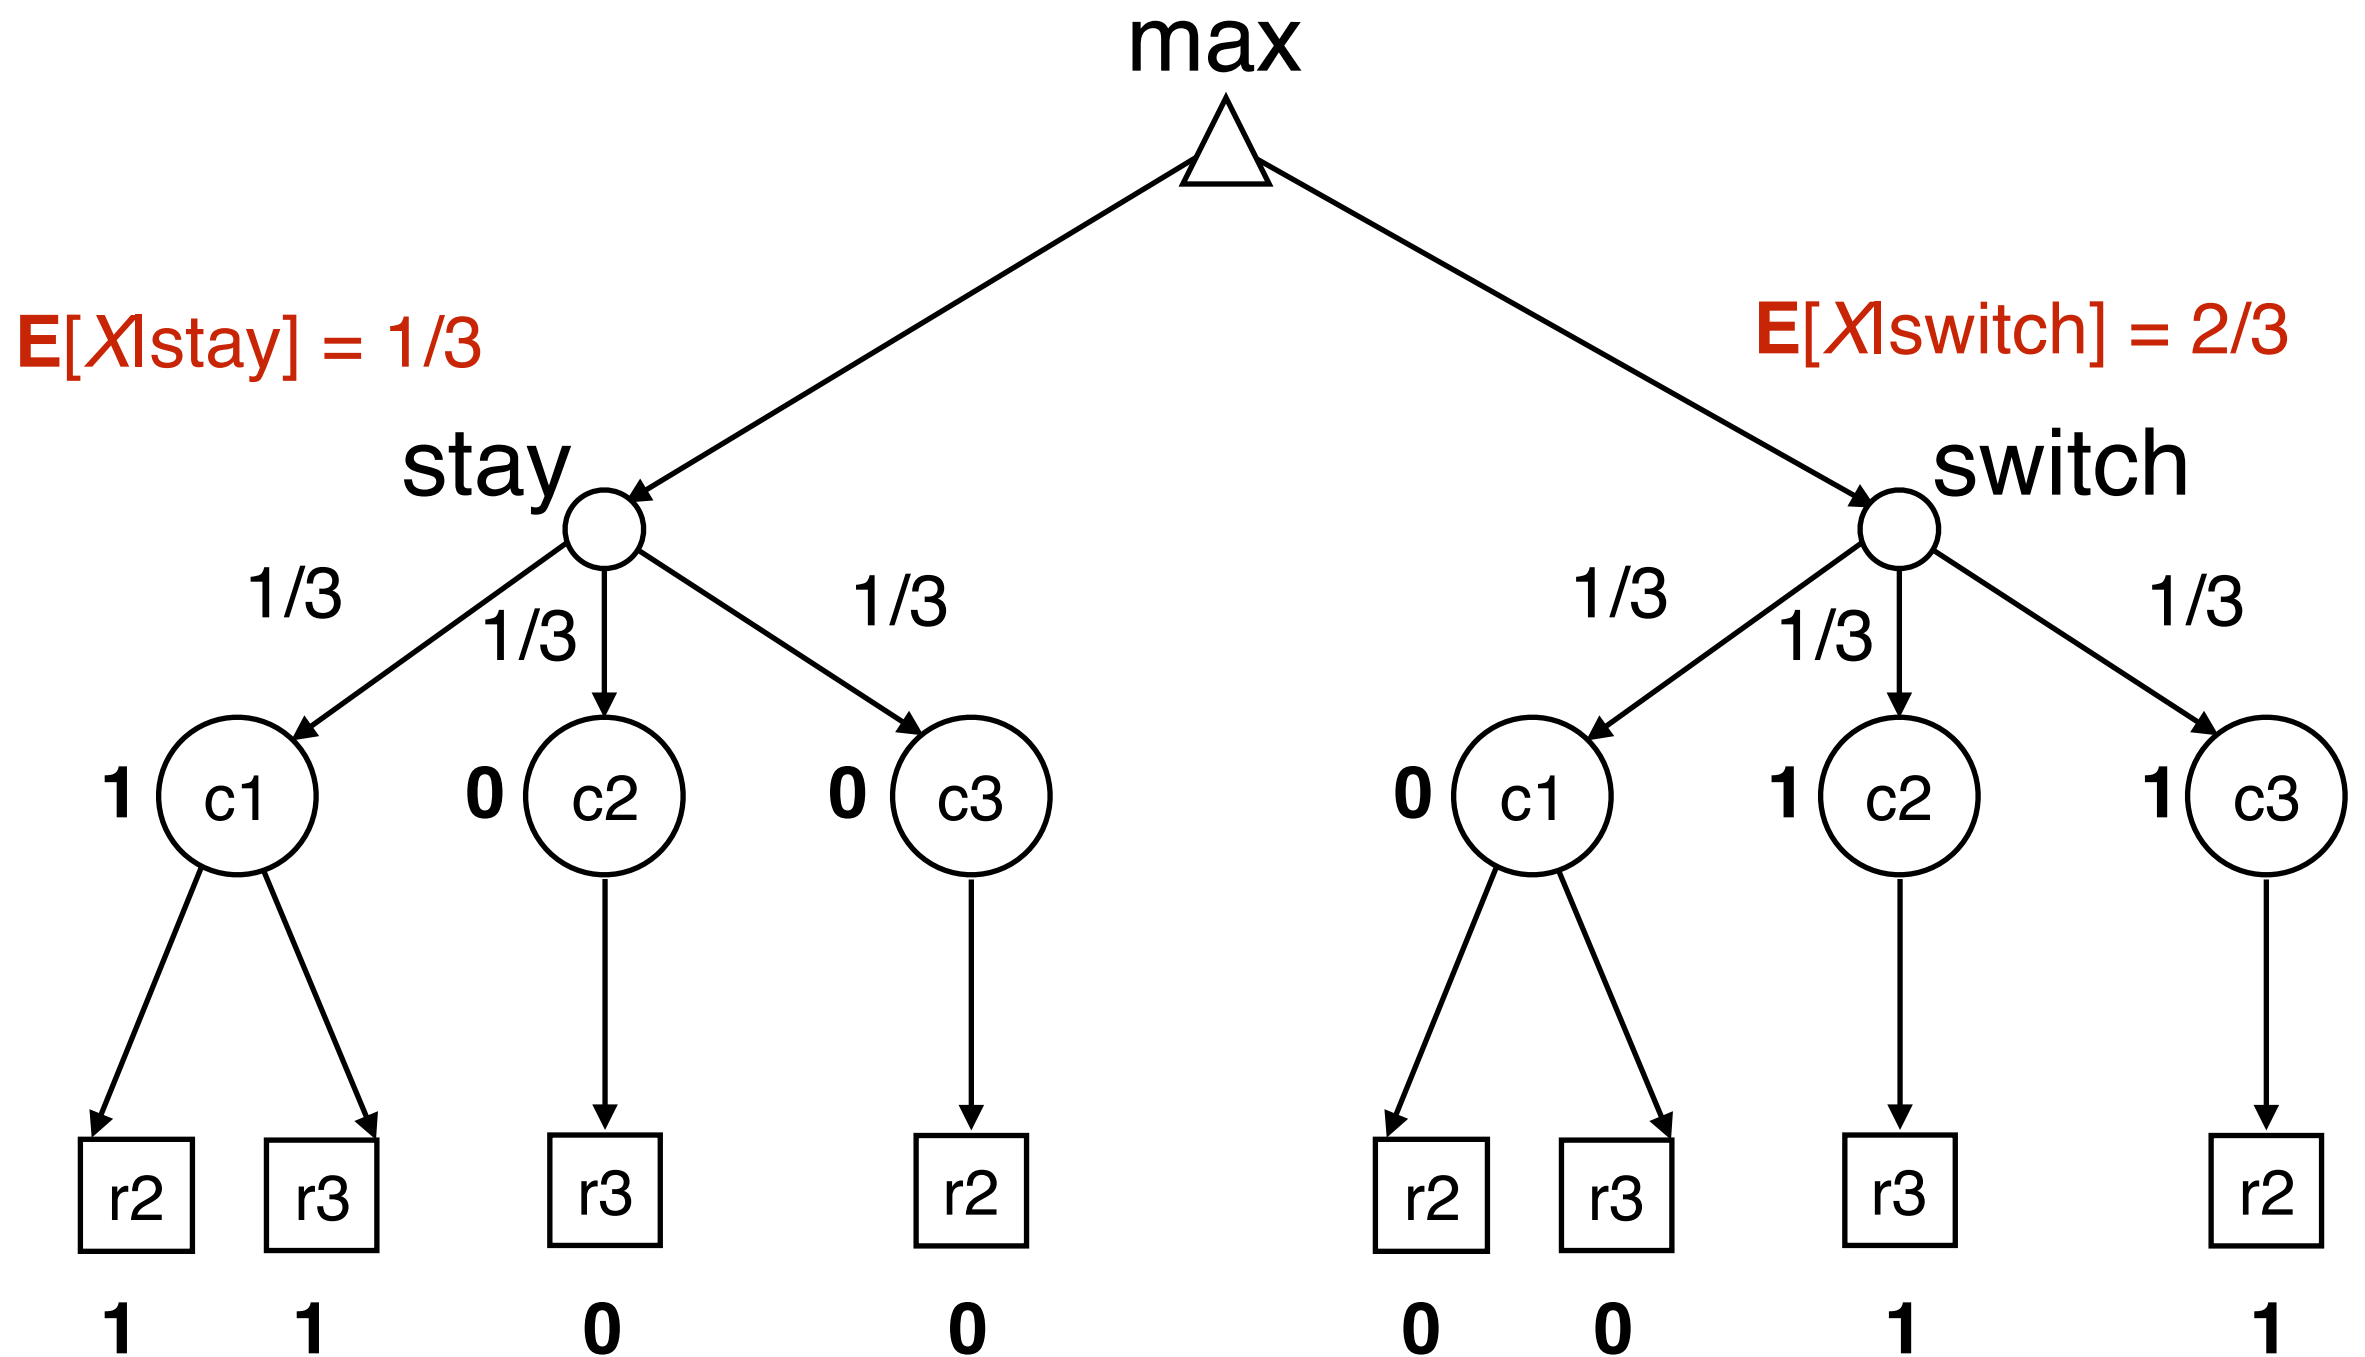 max
E[X|stay] = 1/3
E[X|switch] = 2/3
stay
switch
1/3
1/3
1/3
1/3
1/3
1/3
1
c1
0
c2
0
c3
0
c1
1
c2
1
c3
r2
r3
r3
r2
r2
r3
r3
r2
1
1
0
0
0
0
1
1